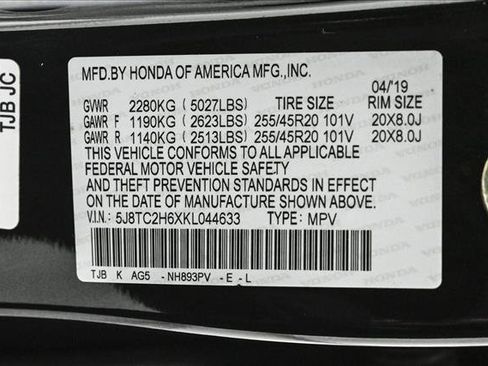 TJB JC
MFD.BY HONDA OF AMERICA MFG.,INC.
04/'19
GVWR 2280KG (5027LBS) TIRE SIZE RIM SIZE
GAWR F 1190KG (2623LBS) 255/45R20 101V 20X8.0J
GAWR R 1140KG (2513LBS) 255/45R20 101V 20X8.0J
THIS VEHICLE CONFORMS TO ALL APPLICABLE
FEDERAL MOTOR VEHICLE SAFETY
AND THEFT PREVENTION STANDARDS IN EFFECT
ON THE DATE OF MANUFACTURE SHOWN ABOVE.
V.I.N.: 5J8TC2H6XKL044633 TYPE: MPV
TJB K AG5 -NH893PV -E-L